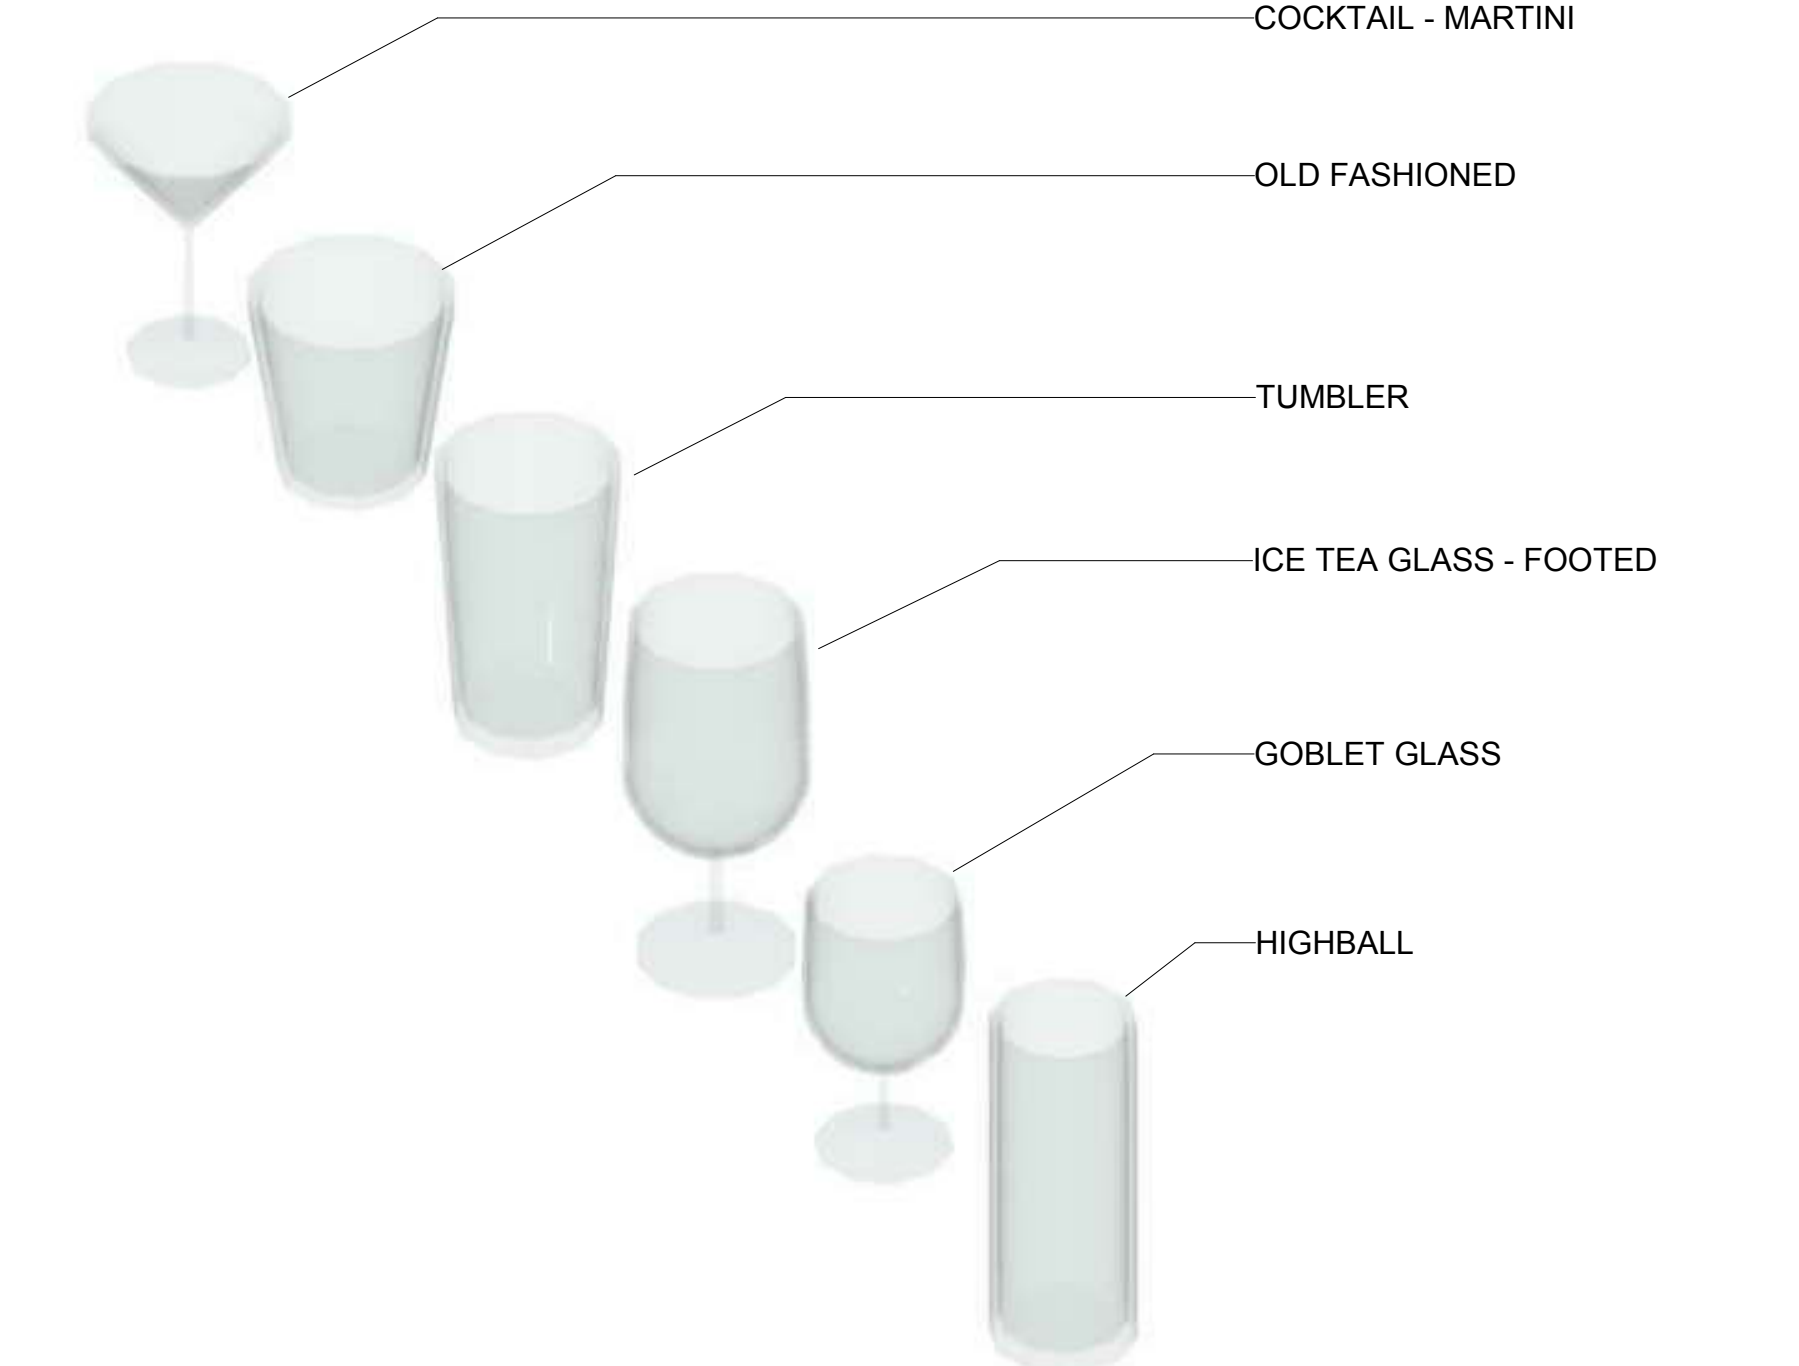 COCKTAIL - MARTINI
OLD FASHIONED
TUMBLER
ICE TEA GLASS - FOOTED
GOBLET GLASS
HIGHBALL